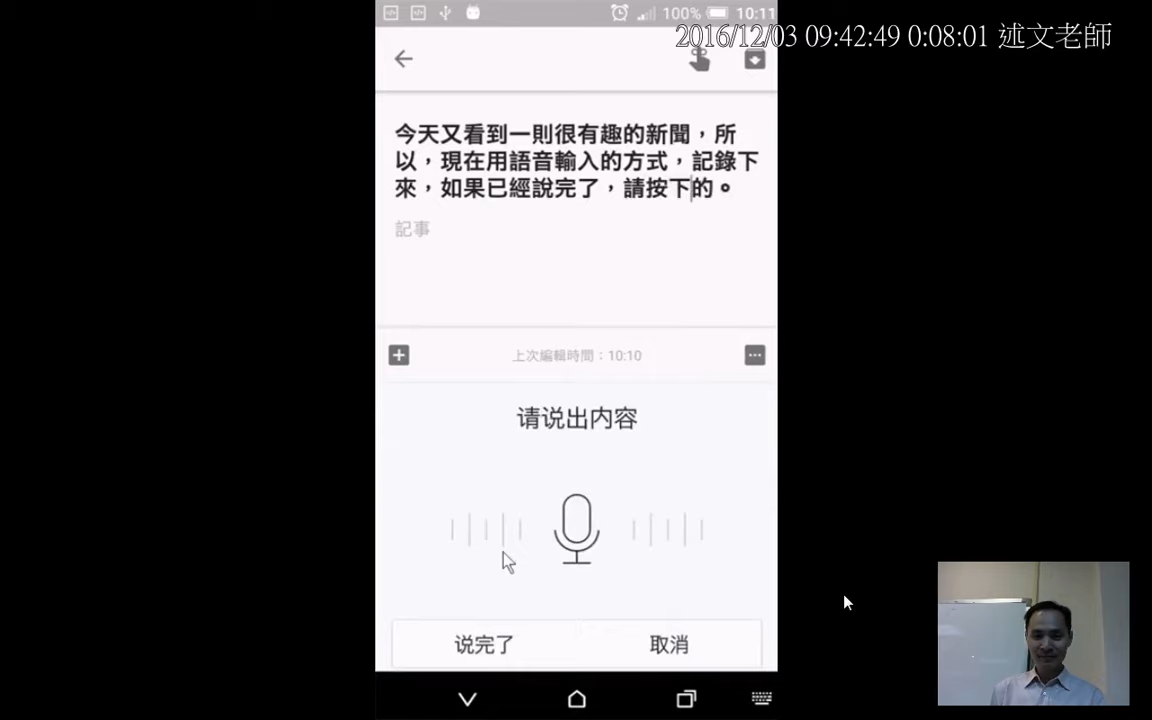 100% 10:11
2016/12/03 09:42:49 0:08:01 述文老師
今天又看到一則很有趣的新聞，所
以，現在用語音輸入的方式，記錄下
來，如果已經說完了，請按下的。
記事
上次編輯時間：10:10
请说出内容
说完了 取消